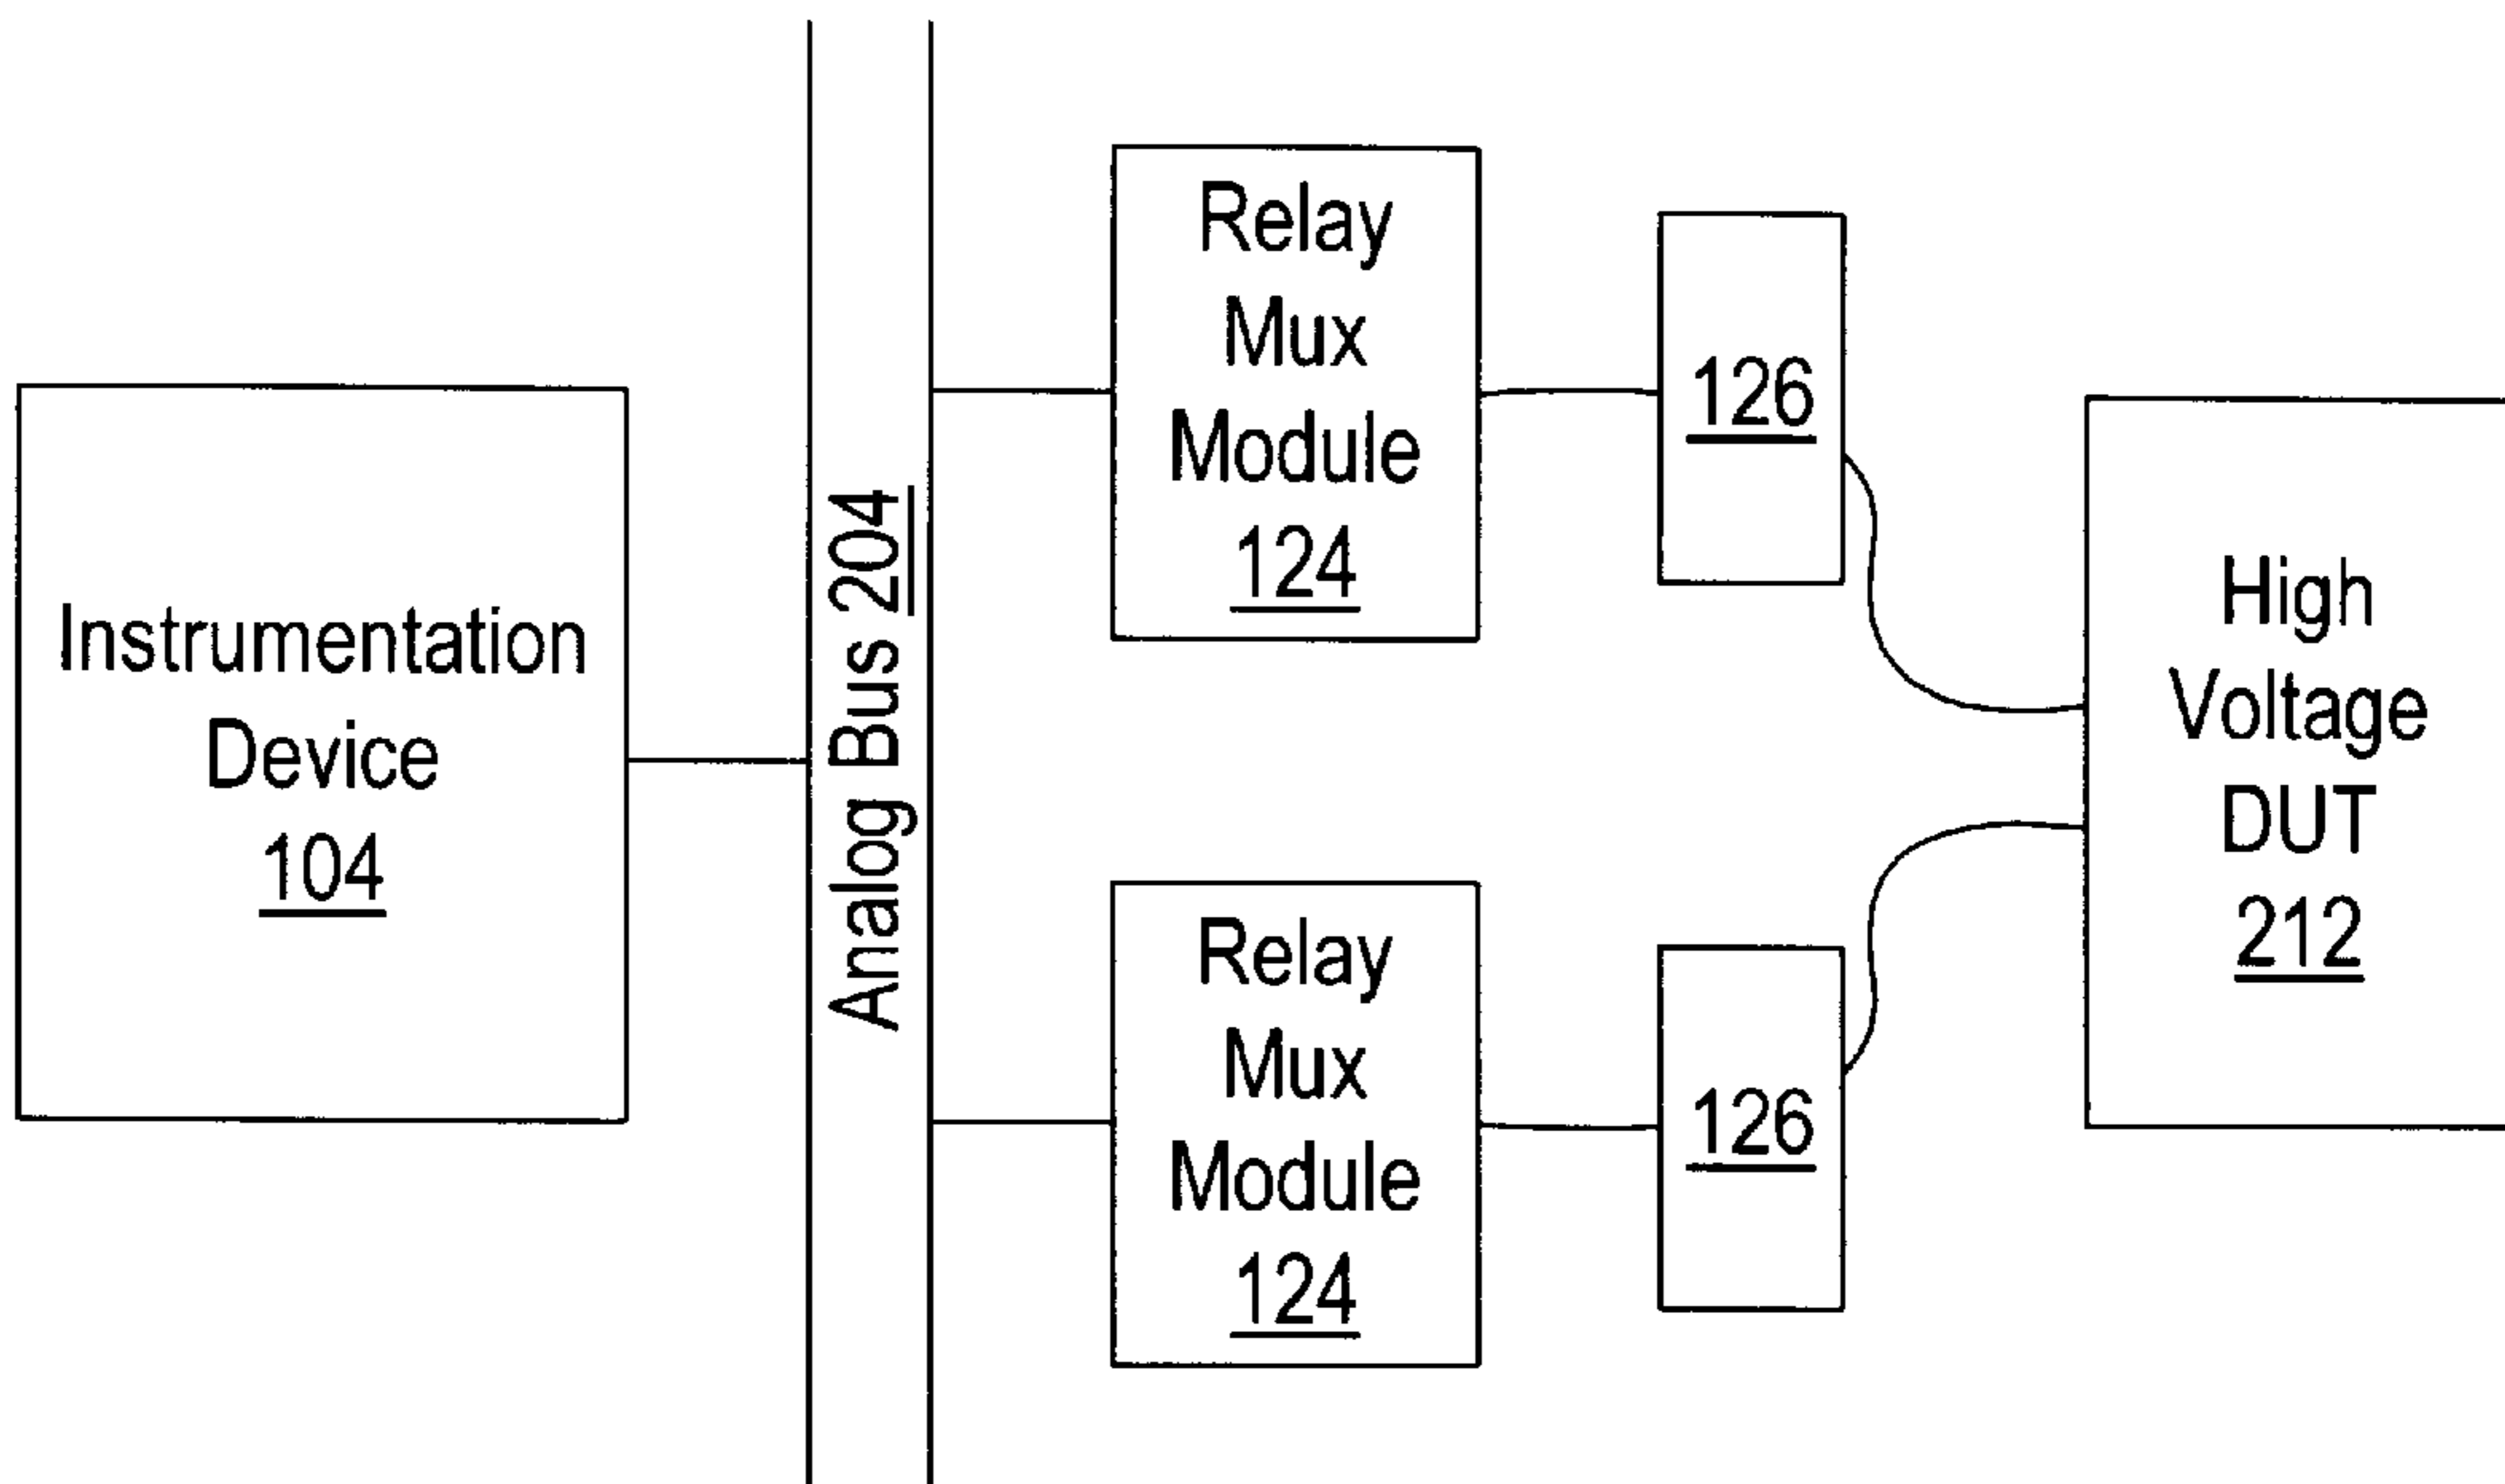 Instrumentation
Device
104
Analog Bus 204
Relay
Mux
Module
124
126
Relay
Mux
Module
124
126
High
Voltage
DUT
212